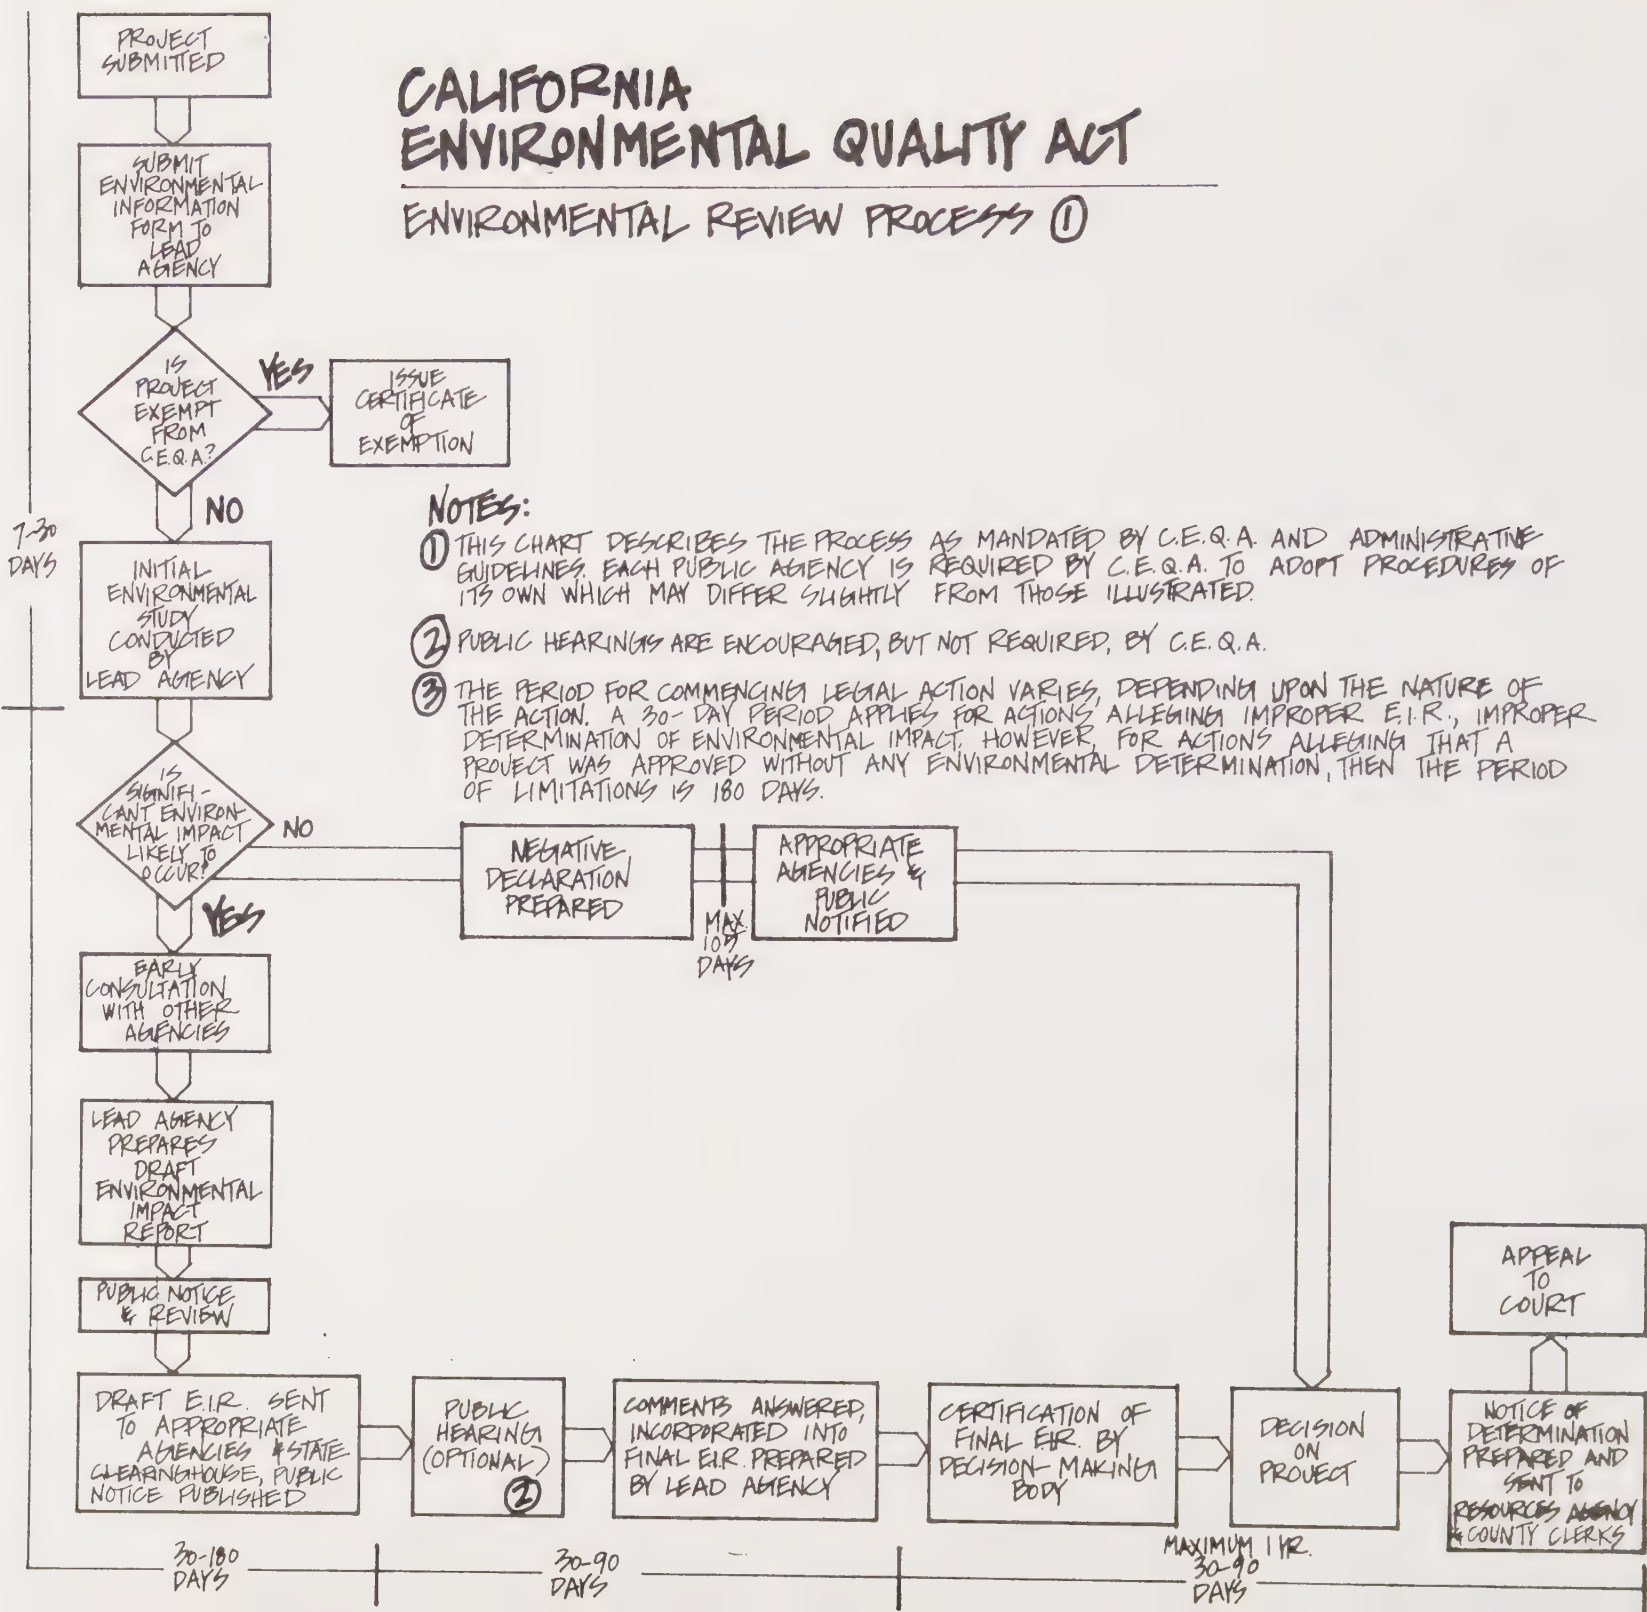 PROJECT
SUBMITTED
CALIFORNIA
ENVIRONMENTAL QUALITY ACT
ENVIRONMENTAL REVIEW PROCESS ①
SUBMIT
ENVIRONMENTAL
INFORMATION
FORM TO
LEAD
AGENCY
IS
PROJECT
EXEMPT
FROM
C.E.Q.A.?
YES
ISSUE
CERTIFICATE
OF
EXEMPTION
NO
7-30
DAYS
INITIAL
ENVIRONMENTAL
STUDY
CONDUCTED
BY
LEAD AGENCY
NOTES:
① THIS CHART DESCRIBES THE PROCESS AS MANDATED BY C.E.Q.A. AND ADMINISTRATIVE
GUIDELINES. EACH PUBLIC AGENCY IS REQUIRED BY C.E.Q.A. TO ADOPT PROCEDURES OF
ITS OWN WHICH MAY DIFFER SLIGHTLY FROM THOSE ILLUSTRATED.
② PUBLIC HEARINGS ARE ENCOURAGED, BUT NOT REQUIRED, BY C.E.Q.A.
③ THE PERIOD FOR COMMENCING LEGAL ACTION VARIES, DEPENDING UPON THE NATURE OF
THE ACTION. A 30-DAY PERIOD APPLIES FOR ACTIONS ALLEGING IMPROPER E.I.R., IMPROPER
DETERMINATION OF ENVIRONMENTAL IMPACT. HOWEVER, FOR ACTIONS ALLEGING THAT A
PROJECT WAS APPROVED WITHOUT ANY ENVIRONMENTAL DETERMINATION, THEN THE PERIOD
OF LIMITATIONS IS 180 DAYS.
IS
SIGNIFI-
CANT ENVIRON-
MENTAL IMPACT
LIKELY TO
OCCUR?
NO
YES
NEGATIVE
DECLARATION
PREPARED
MAX.
105
DAYS
APPROPRIATE
AGENCIES &
PUBLIC
NOTIFIED
EARLY
CONSULTATION
WITH OTHER
AGENCIES
LEAD AGENCY
PREPARES
DRAFT
ENVIRONMENTAL
IMPACT
REPORT
PUBLIC NOTICE
& REVIEW
DRAFT E.I.R. SENT
TO APPROPRIATE
AGENCIES & STATE
CLEARINGHOUSE, PUBLIC
NOTICE PUBLISHED
PUBLIC
HEARING
(OPTIONAL)
②
COMMENTS ANSWERED,
INCORPORATED INTO
FINAL E.I.R. PREPARED
BY LEAD AGENCY
CERTIFICATION OF
FINAL E.I.R. BY
DECISION-MAKING
BODY
DECISION
ON
PROJECT
APPEAL
TO
COURT
NOTICE OF
DETERMINATION
PREPARED AND
SENT TO
RESOURCES AGENCY
& COUNTY CLERKS
30-180
DAYS
30-90
DAYS
MAXIMUM 1 YR.
30-90
DAYS